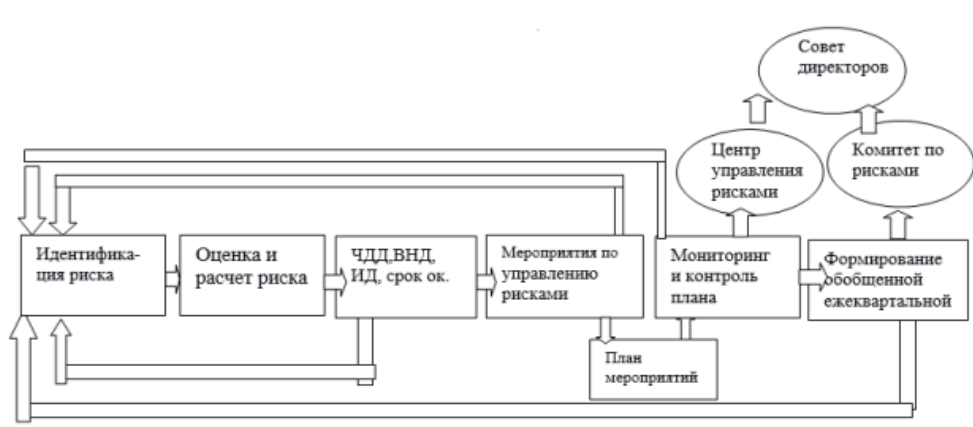 Совет
директоров
Центр
управления
рисками
Комитет по
рисками
Идентифика-
ция риска
Оценка и
расчет риска
ЧДД,ВНД,
ИД, срок ок.
Мероприятия по
управлению
рисками
Мониторинг
и контроль
плана
Формирование
обобщенной
ежеквартальной
План
мероприятий